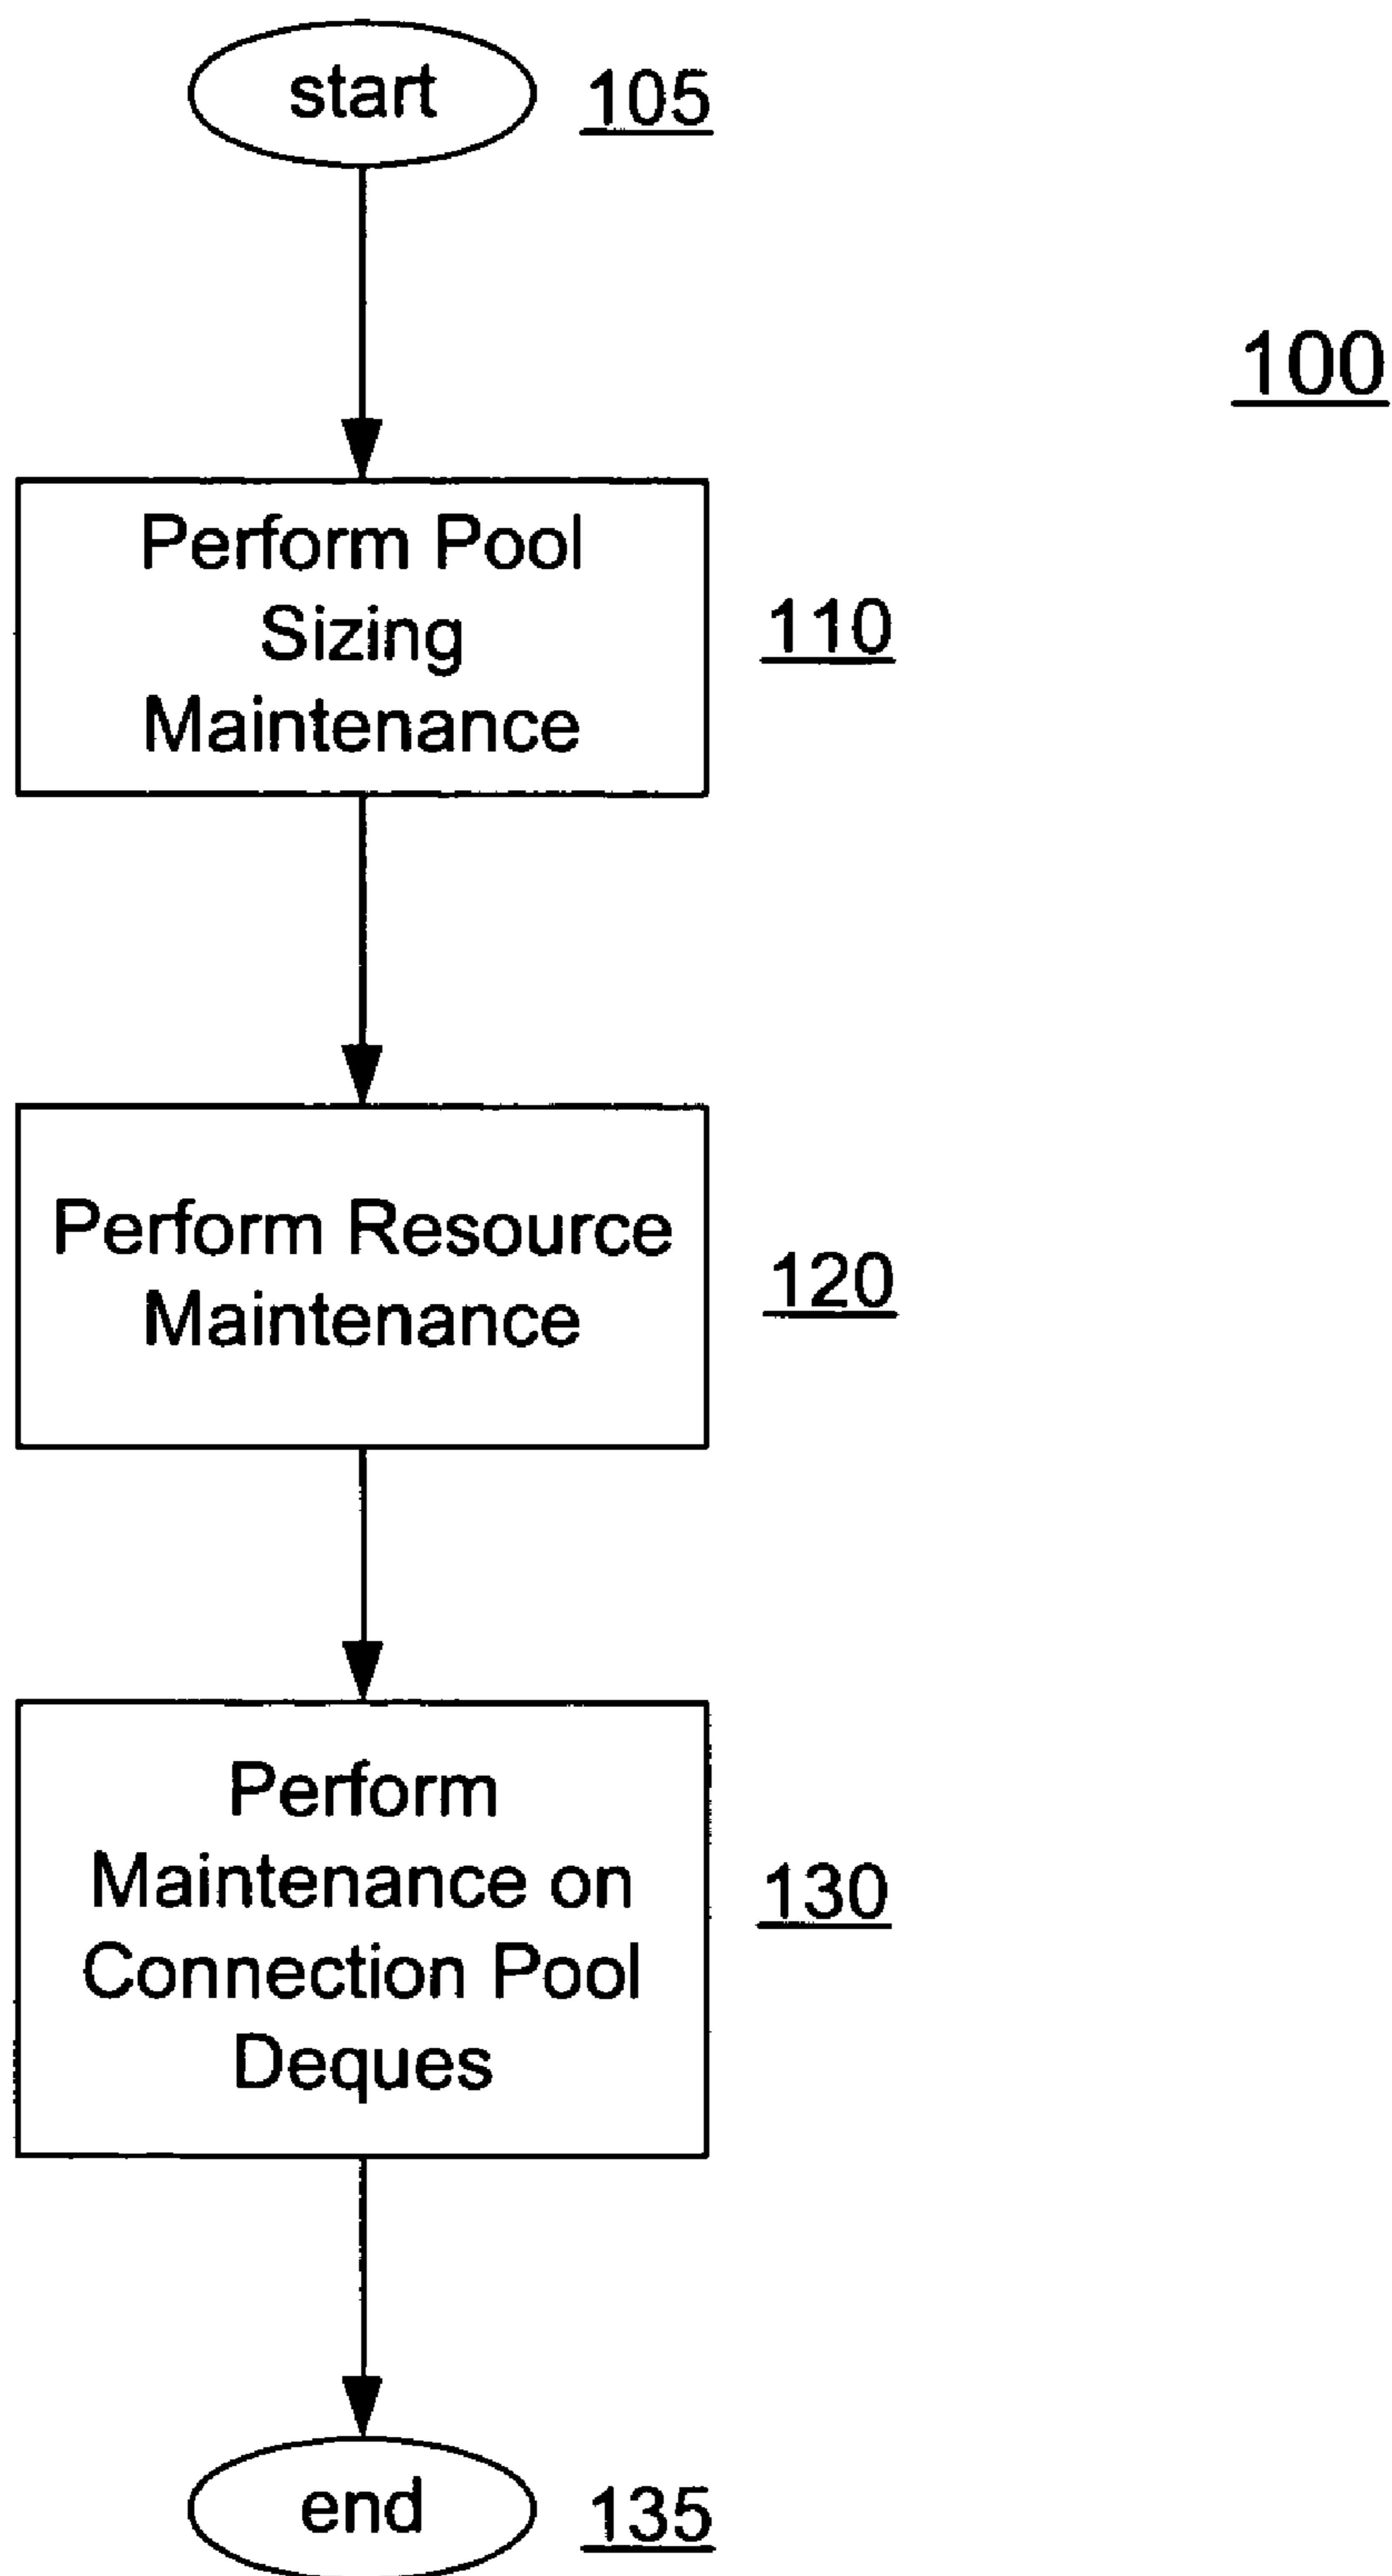 start
105
100
Perform Pool
Sizing
Maintenance
110
Perform Resource
Maintenance
120
Perform
Maintenance on
Connection Pool
Deques
130
end
135